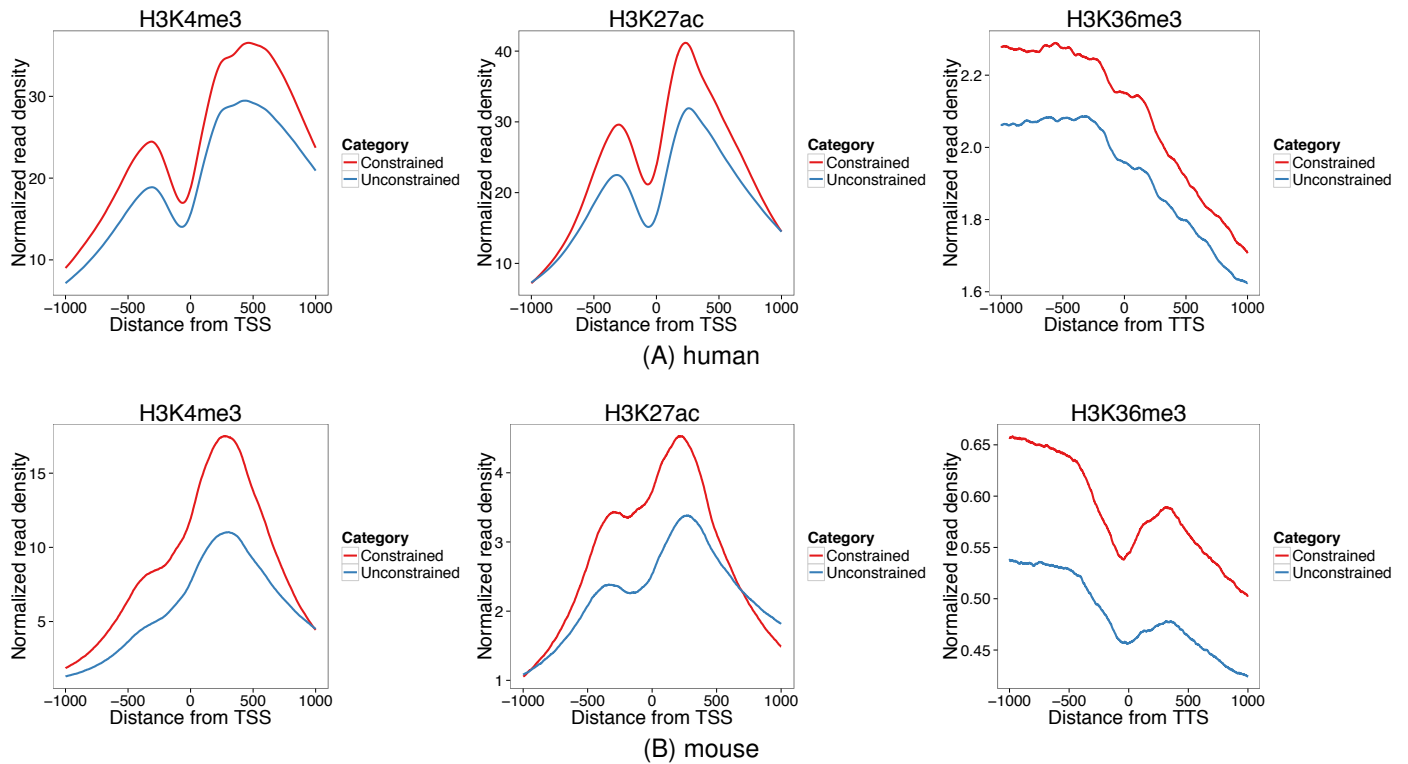 H3K4me3
Normalized read density
30
20
10
−1000 −500 0 500 1000
Distance from TSS
Category
Constrained
Unconstrained
H3K27ac
Normalized read density
40
30
20
10
−1000 −500 0 500 1000
Distance from TSS
Category
Constrained
Unconstrained
H3K36me3
Normalized read density
2.2
2.0
1.8
1.6
−1000 −500 0 500 1000
Distance from TTS
Category
Constrained
Unconstrained
(A) human
H3K4me3
Normalized read density
15
10
5
−1000 −500 0 500 1000
Distance from TSS
Category
Constrained
Unconstrained
H3K27ac
Normalized read density
4
3
2
1
−1000 −500 0 500 1000
Distance from TSS
Category
Constrained
Unconstrained
H3K36me3
Normalized read density
0.65
0.60
0.55
0.50
0.45
−1000 −500 0 500 1000
Distance from TTS
Category
Constrained
Unconstrained
(B) mouse